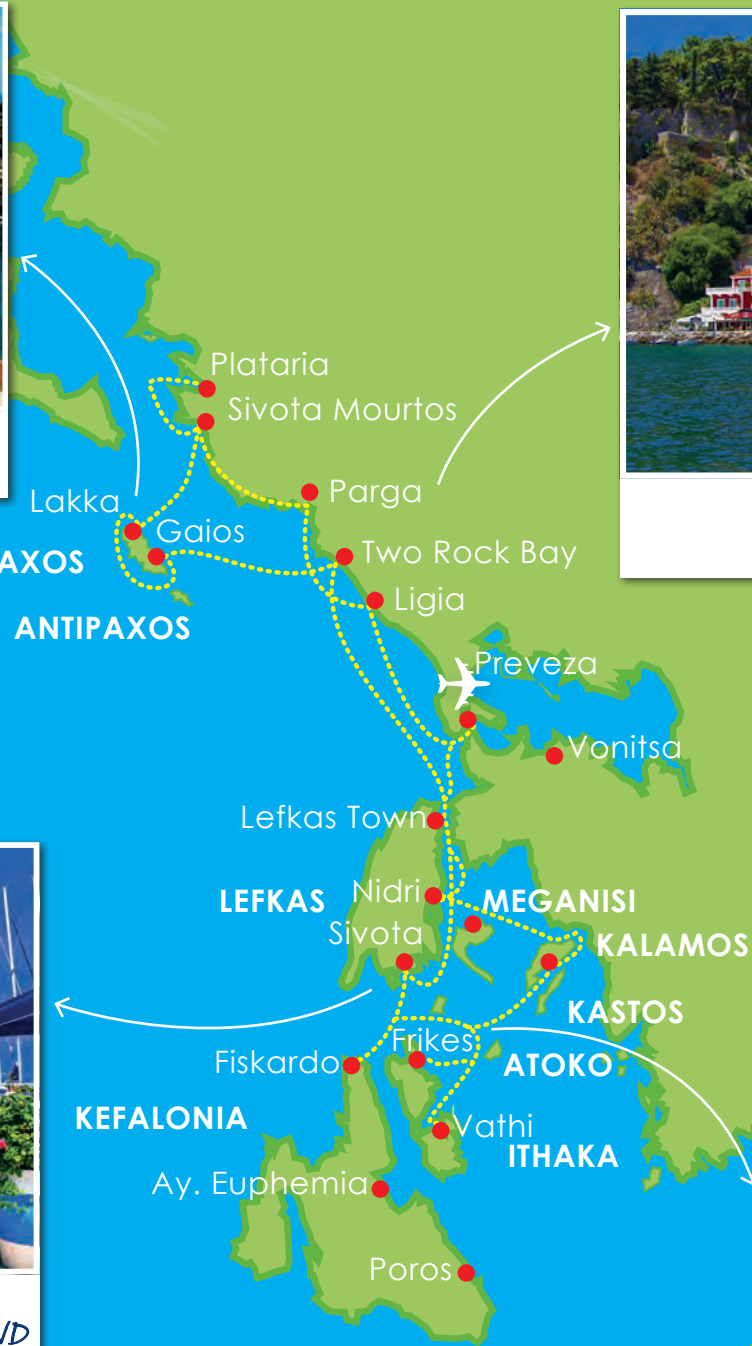 Plataria
Sivota Mourtos
Parga
Lakka
Gaios
AXOS
Two Rock Bay
Ligia
ANTIPAXOS
Preveza
Vonitsa
Lefkas Town
LEFKAS
Nidri
MEGANISI
Sivota
KALAMOS
KASTOS
Frikes
Fiskardo
ATOKO
KEFALONIA
Vathi
ITHAKA
Ay. Euphemia
Poros
ND